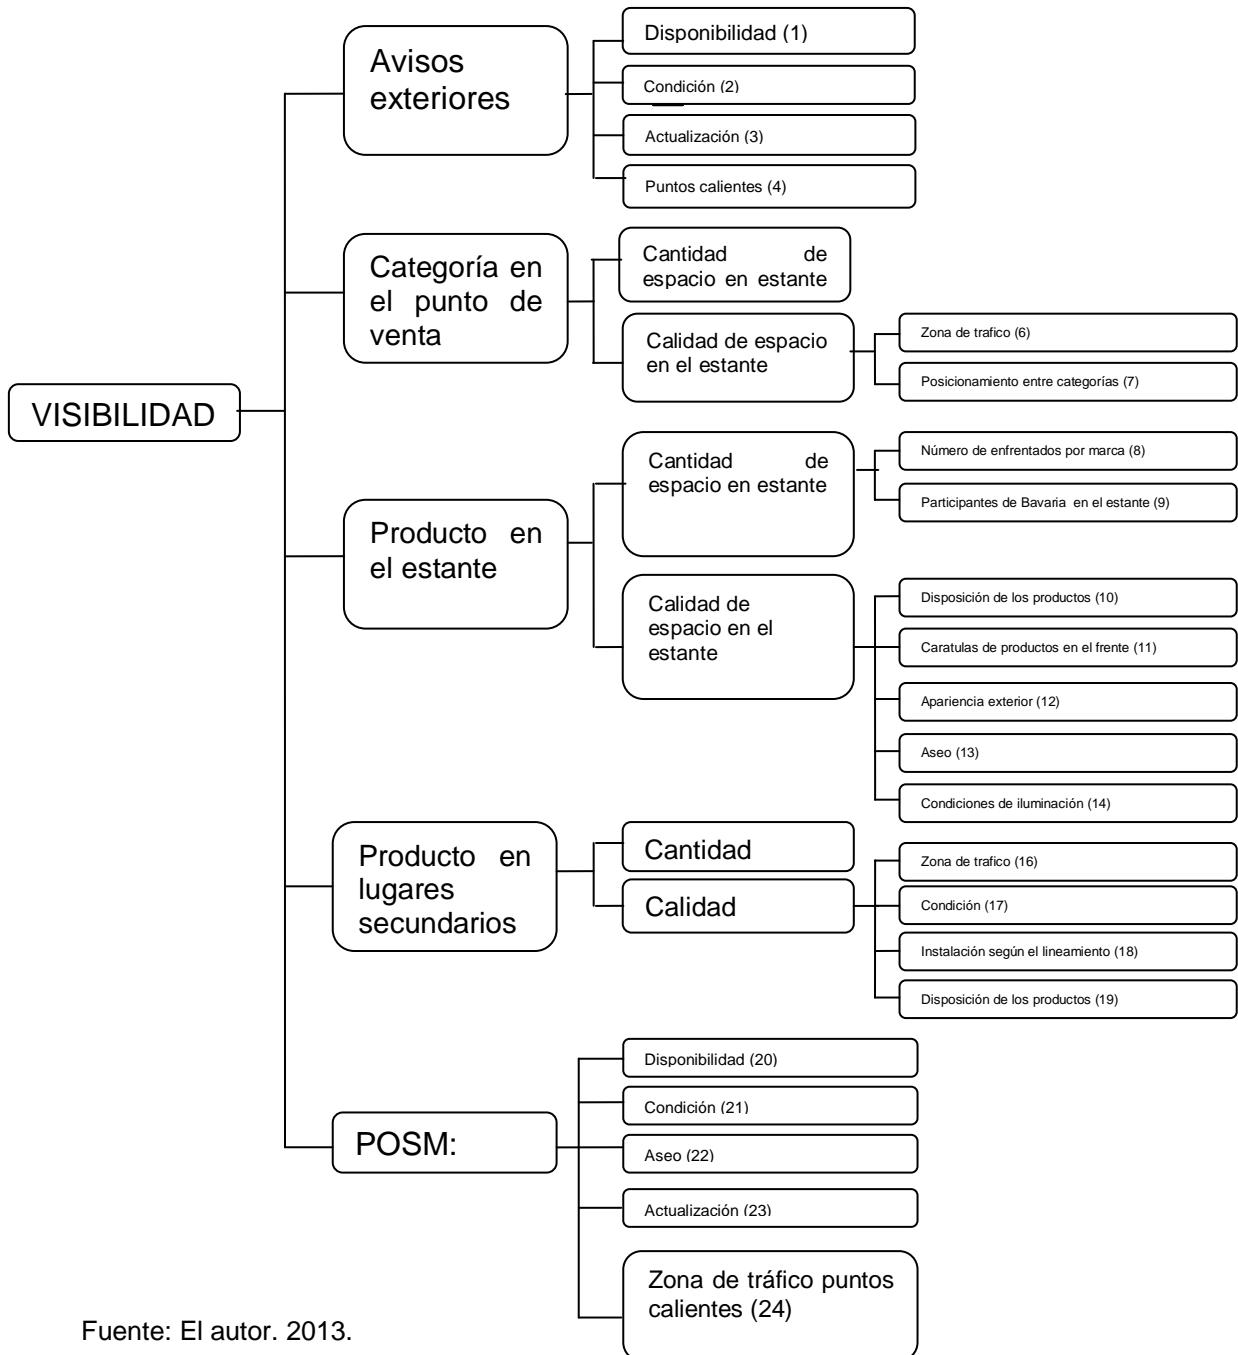 VISIBILIDAD
Avisos
exteriores
Disponibilidad (1)
Condición (2)
Actualización (3)
Puntos calientes (4)
Categoría en
el punto de
venta
Cantidad de
espacio en estante
Calidad de espacio
en el estante
Zona de trafico (6)
Posicionamiento entre categorías (7)
Producto en
el estante
Cantidad de
espacio en estante
Número de enfrentados por marca (8)
Participantes de Bavaria en el estante (9)
Calidad de
espacio en el
estante
Disposición de los productos (10)
Caratulas de productos en el frente (11)
Apariencia exterior (12)
Aseo (13)
Condiciones de iluminación (14)
Producto en
lugares
secundarios
Cantidad
Calidad
Zona de trafico (16)
Condición (17)
Instalación según el lineamiento (18)
Disposición de los productos (19)
POSM:
Disponibilidad (20)
Condición (21)
Aseo (22)
Actualización (23)
Zona de tráfico puntos
calientes (24)
Fuente: El autor. 2013.